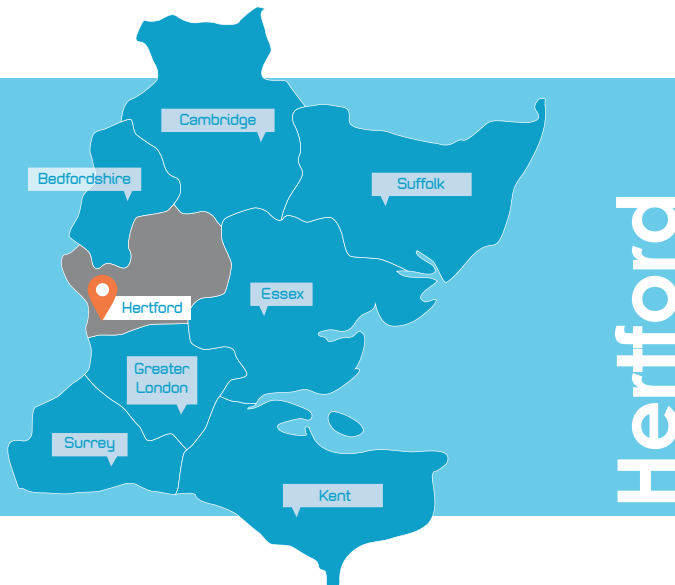 Cambridge
Bedfordshire
Suffolk
Essex
Hertford
Greater
London
Surrey
Kent
Hertford